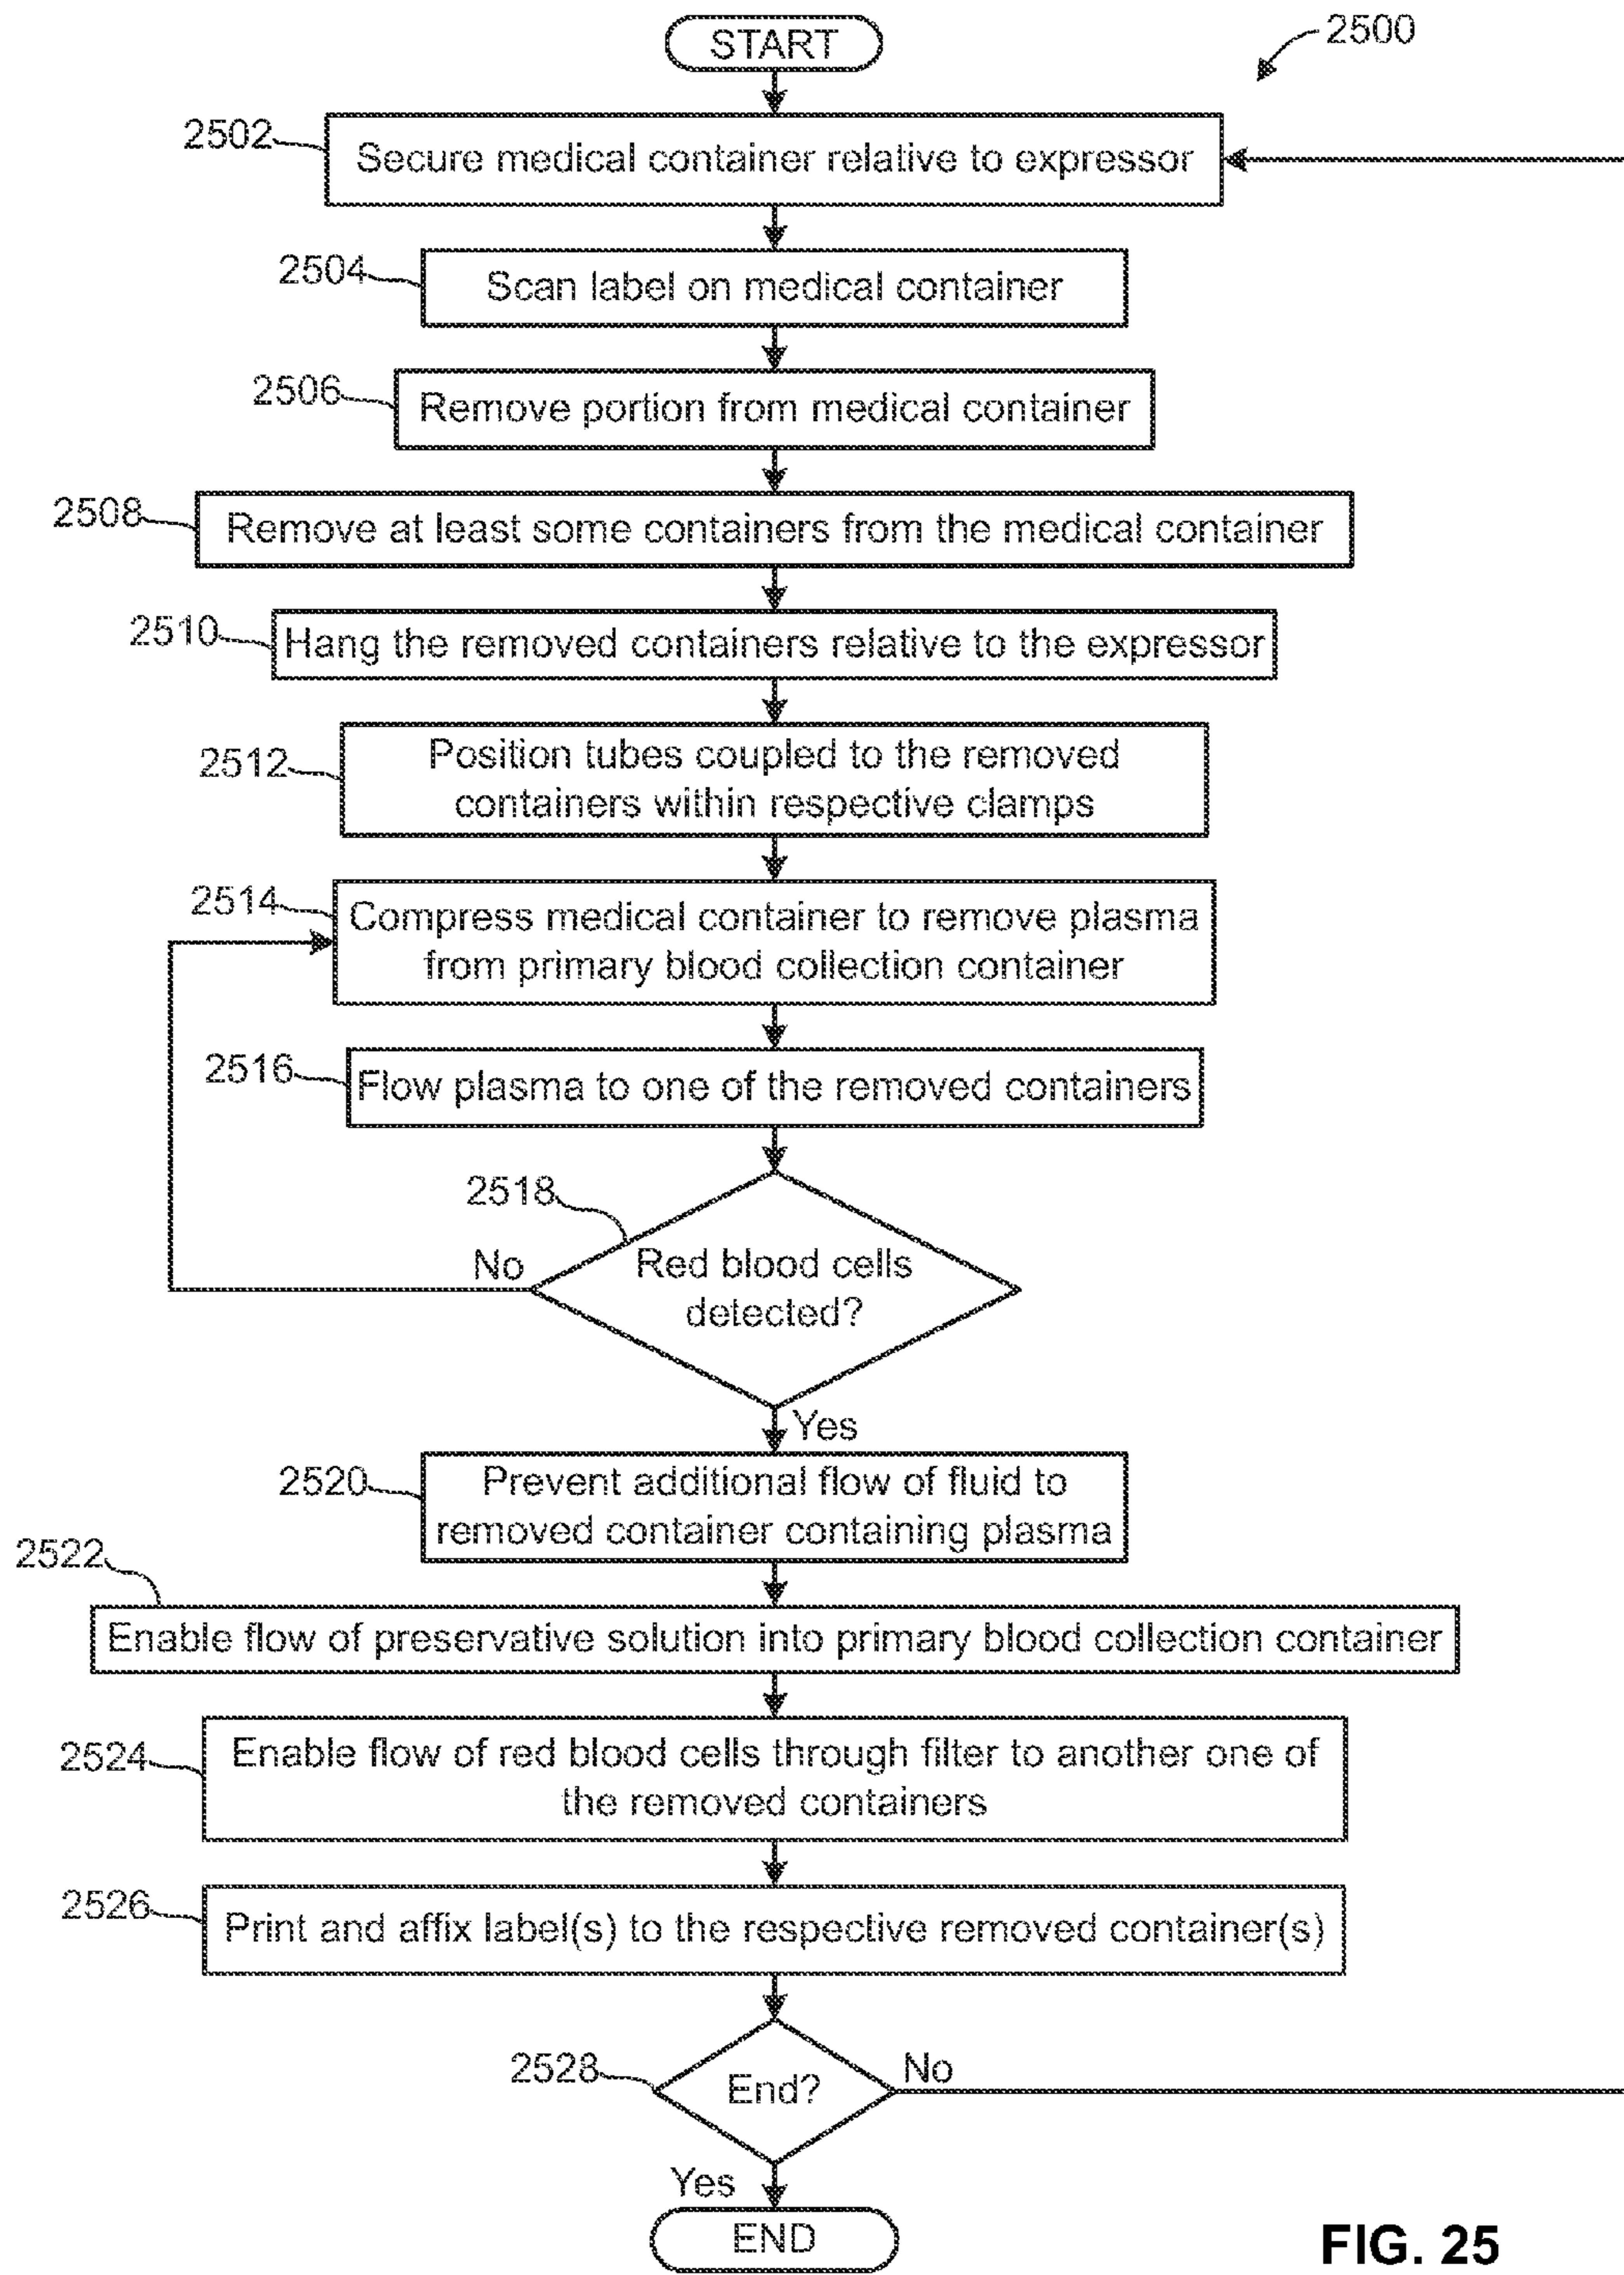 START
2500
2502
Secure medical container relative to expressor
2504
Scan label on medical container
2506
Remove portion from medical container
2508
Remove at least some containers from the medical container
2510
Hang the removed containers relative to the expressor
2512
Position tubes coupled to the removed
containers within respective clamps
2514
Compress medical container to remove plasma
from primary blood collection container
2516
Flow plasma to one of the removed containers
2518
No
Red blood cells
detected?
Yes
2520
Prevent additional flow of fluid to
removed container containing plasma
2522
Enable flow of preservative solution into primary blood collection container
2524
Enable flow of red blood cells through filter to another one of
the removed containers
2526
Print and affix label(s) to the respective removed container(s)
2528
End?
No
Yes
END
FIG. 25